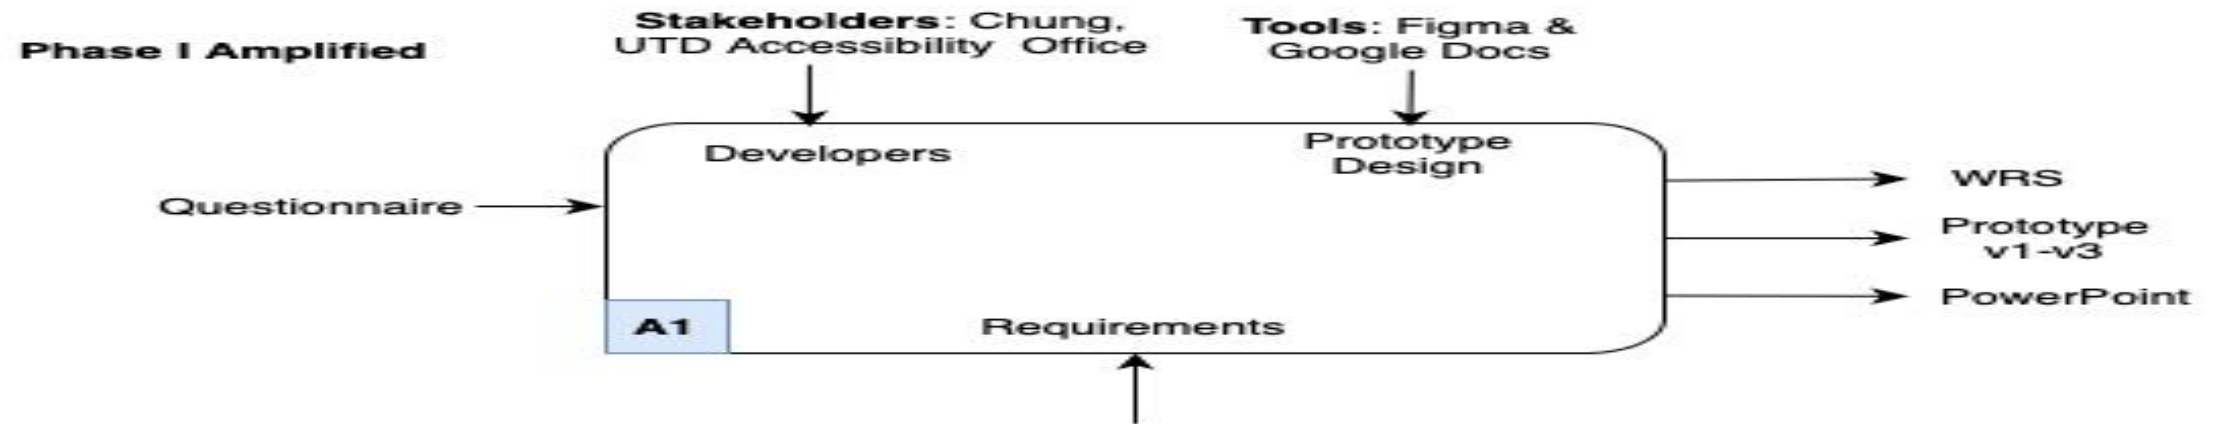 Phase I Amplified
Stakeholders: Chung,
UTD Accessibility Office
Tools: Figma &
Google Docs
Developers
Prototype
Design
Questionnaire
WRS
Prototype
v1-v3
PowerPoint
A1
Requirements